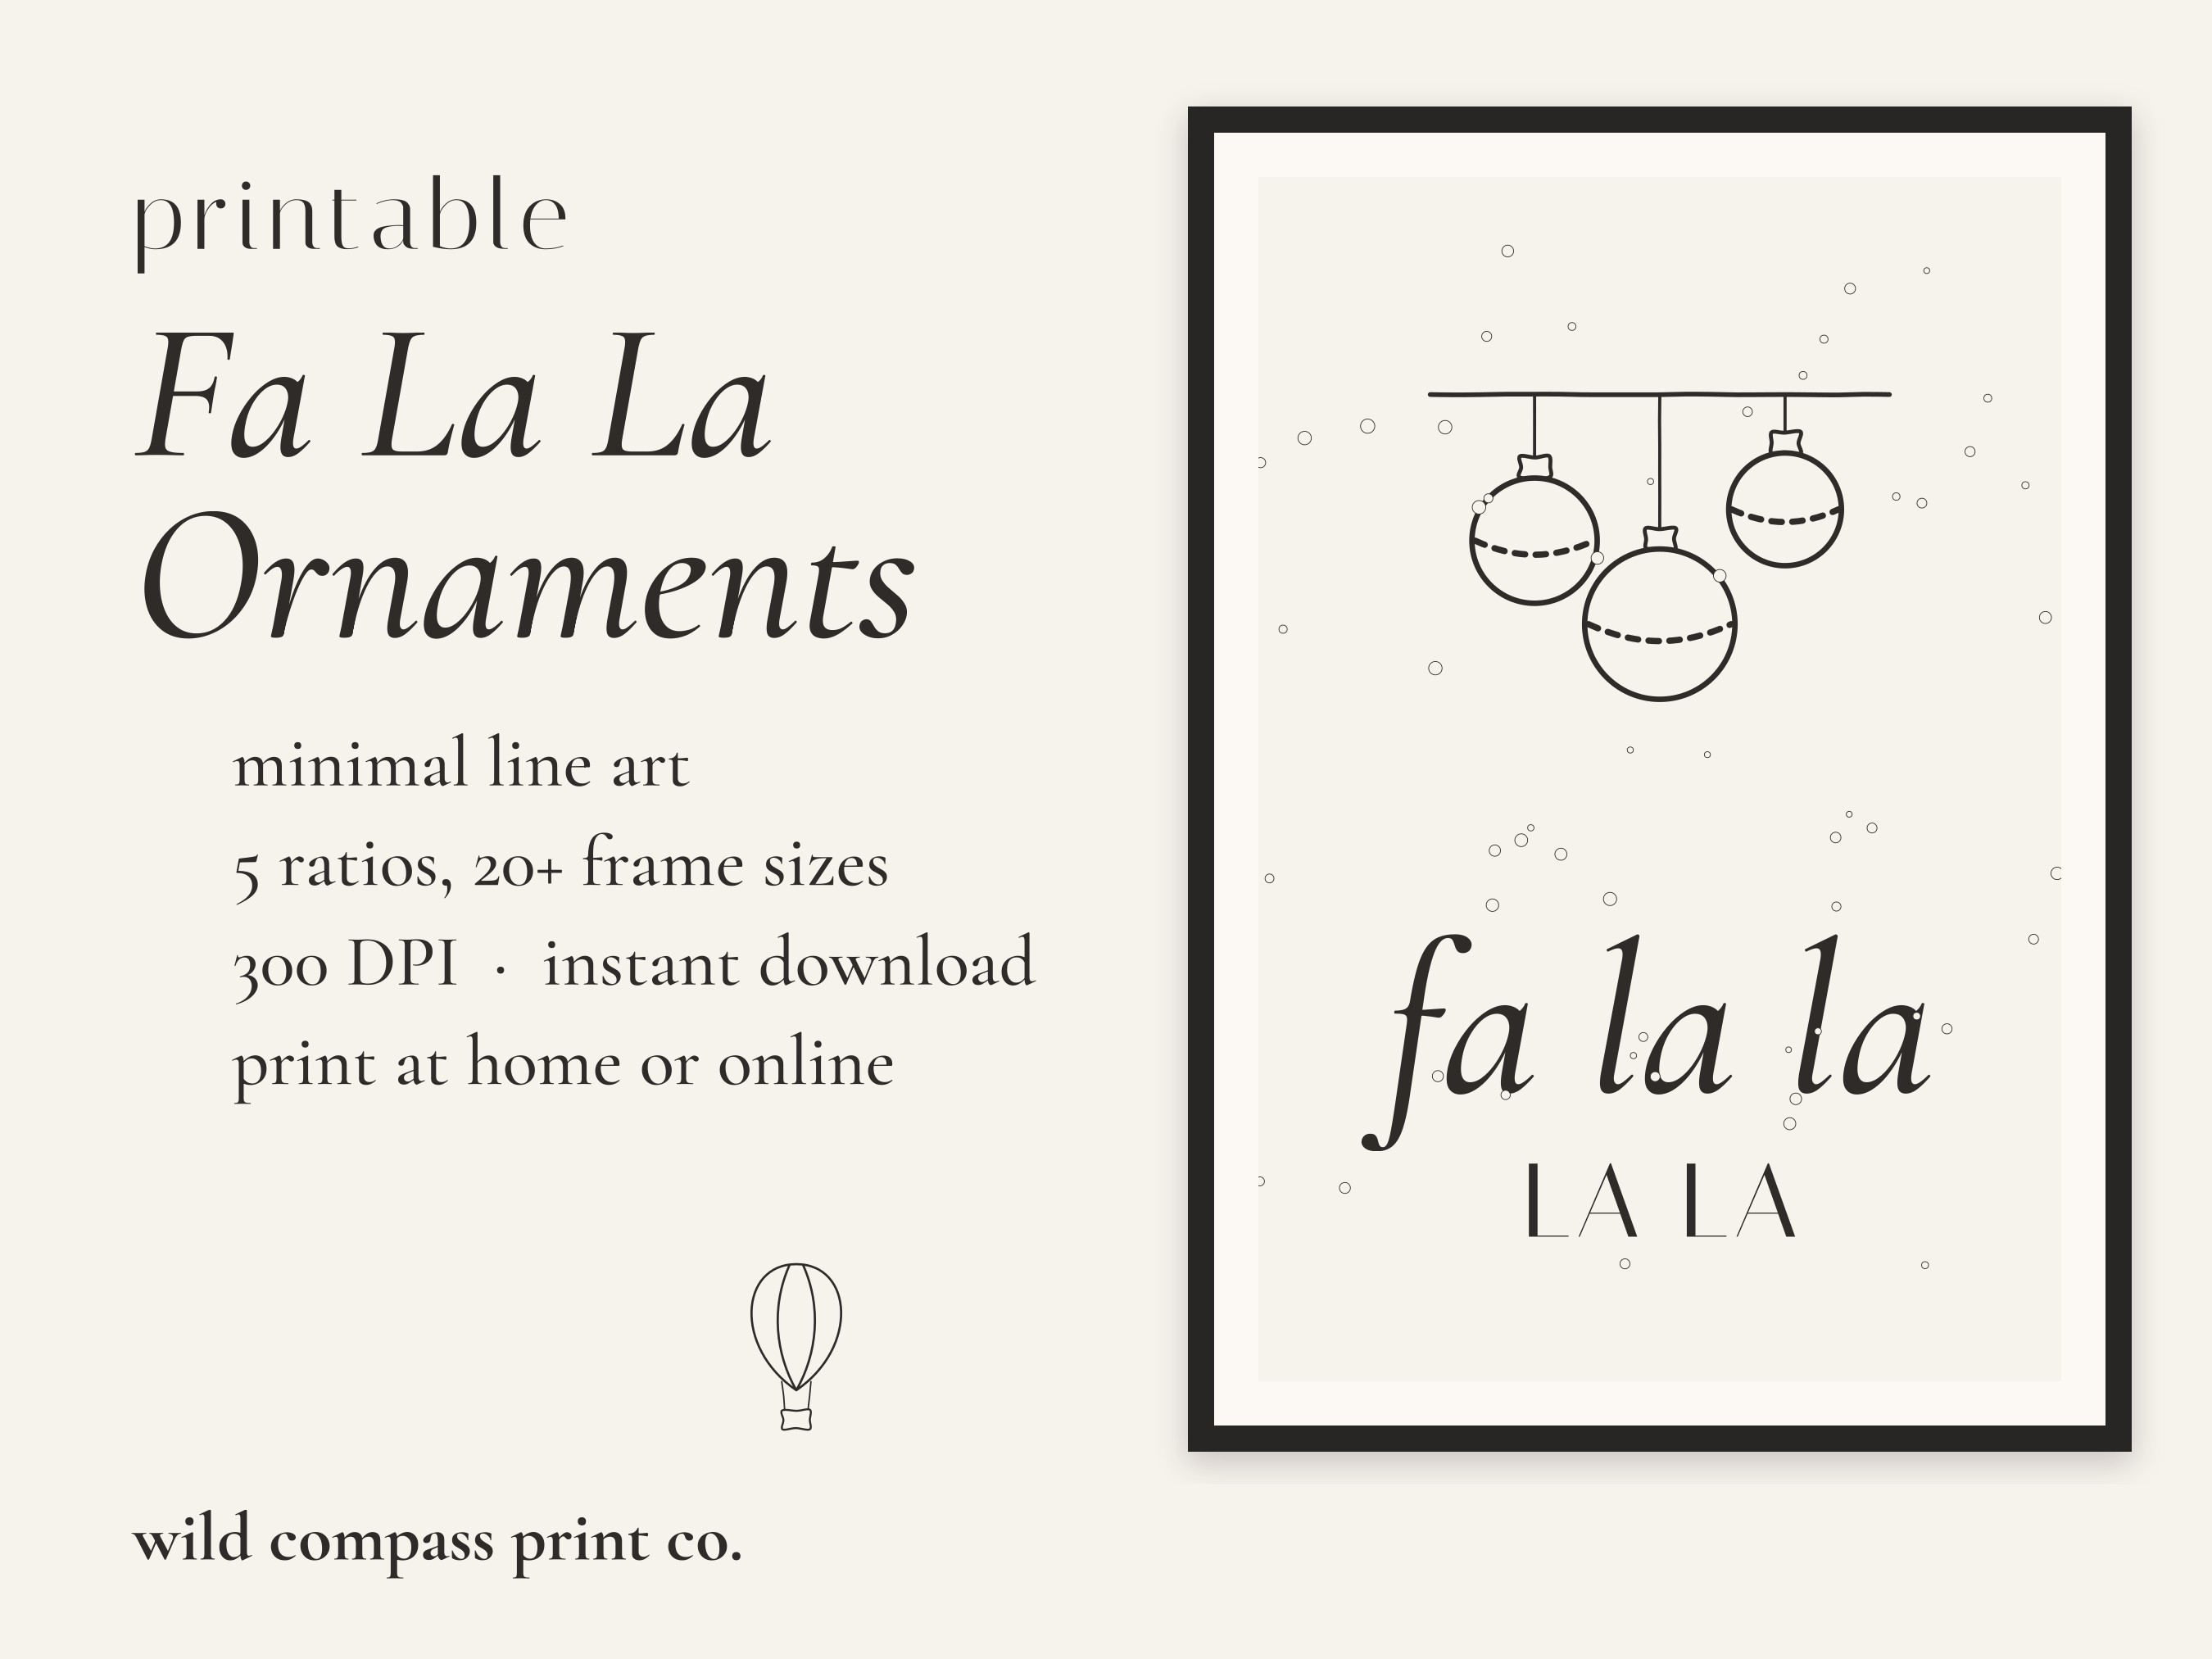 printable
Fa La La
Ornaments
minimal line art
5 ratios, 20+ frame sizes
300 DPI · instant download
print at home or online
wild compass print co.
fa la la
LA LA